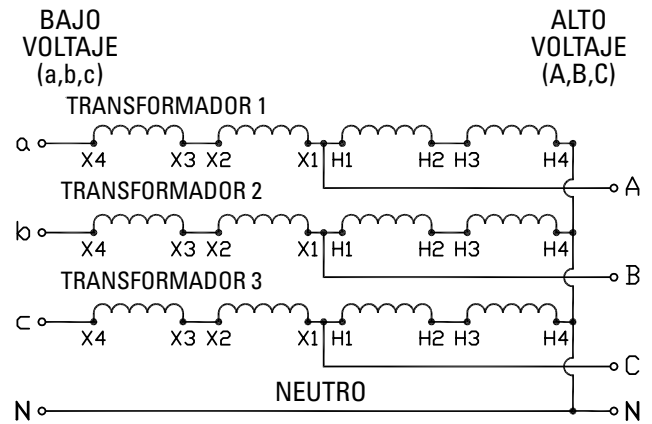 BAJO
VOLTAJE
(a,b,c)
ALTO
VOLTAJE
(A,B,C)
TRANSFORMADOR 1
a
X4 X3 X2 X1 H1 H2 H3 H4
A
TRANSFORMADOR 2
b
X4 X3 X2 X1 H1 H2 H3 H4
B
TRANSFORMADOR 3
c
X4 X3 X2 X1 H1 H2 H3 H4
C
NEUTRO
N N